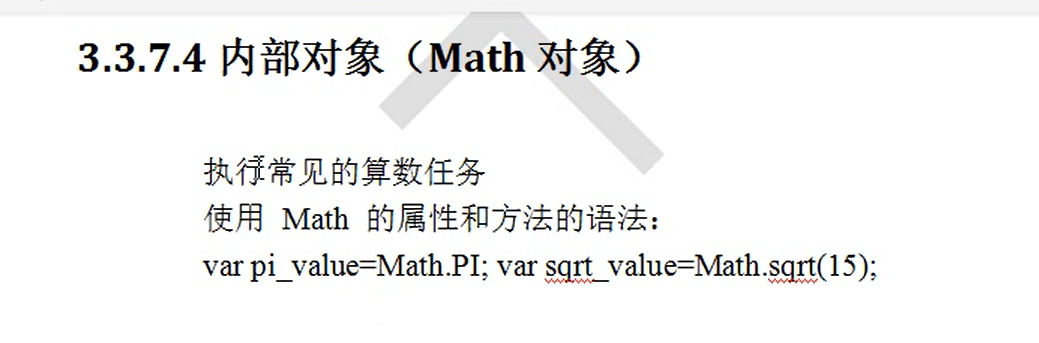 3.3.7.4 内部对象（Math 对象）
执行常见的算数任务
使用 Math 的属性和方法的语法：
var pi_value=Math.PI; var sqrt_value=Math.sqrt(15);